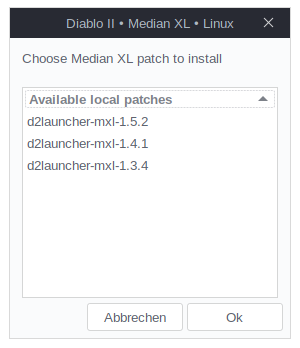 Diablo II • Median XL • Linux
Choose Median XL patch to install
Available local patches
d2launcher-mxl-1.5.2
d2launcher-mxl-1.4.1
d2launcher-mxl-1.3.4
Abbrechen
Ok